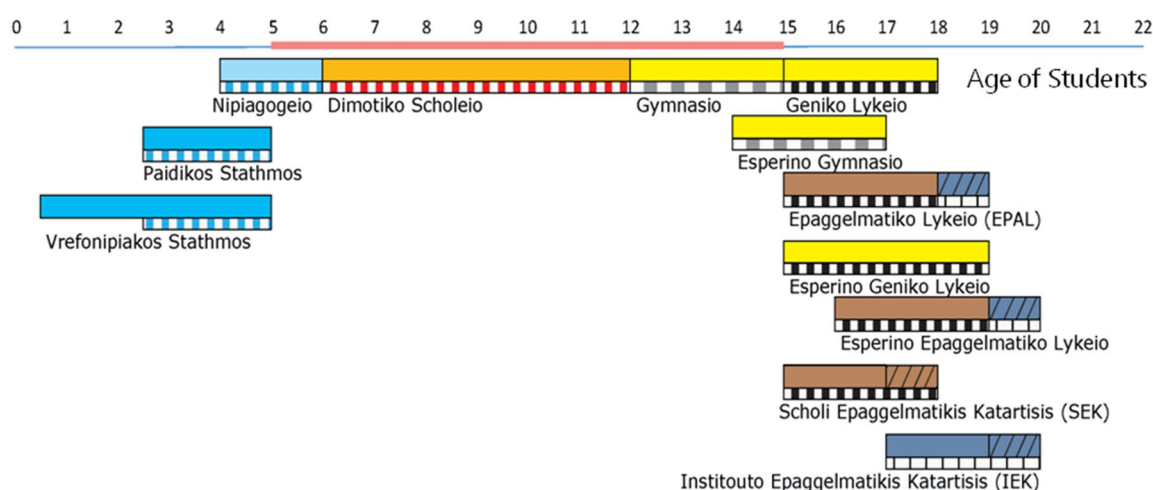 0 1 2 3 4 5 6 7 8 9 10 11 12 13 14 15 16 17 18 19 20 21 22
Age of Students
Nipiagogeio Dimotiko Scholeio Gymnasio Geniko Lykeio
Esperino Gymnasio
Paidikos Stathmos
Epaggelmatiko Lykeio (EPAL)
Vrefonipiakos Stathmos
Esperino Geniko Lykeio
Esperino Epaggelmatiko Lykeio
Scholi Epaggelmatikis Katartisis (SEK)
Institouto Epaggelmatikis Katartisis (IEK)